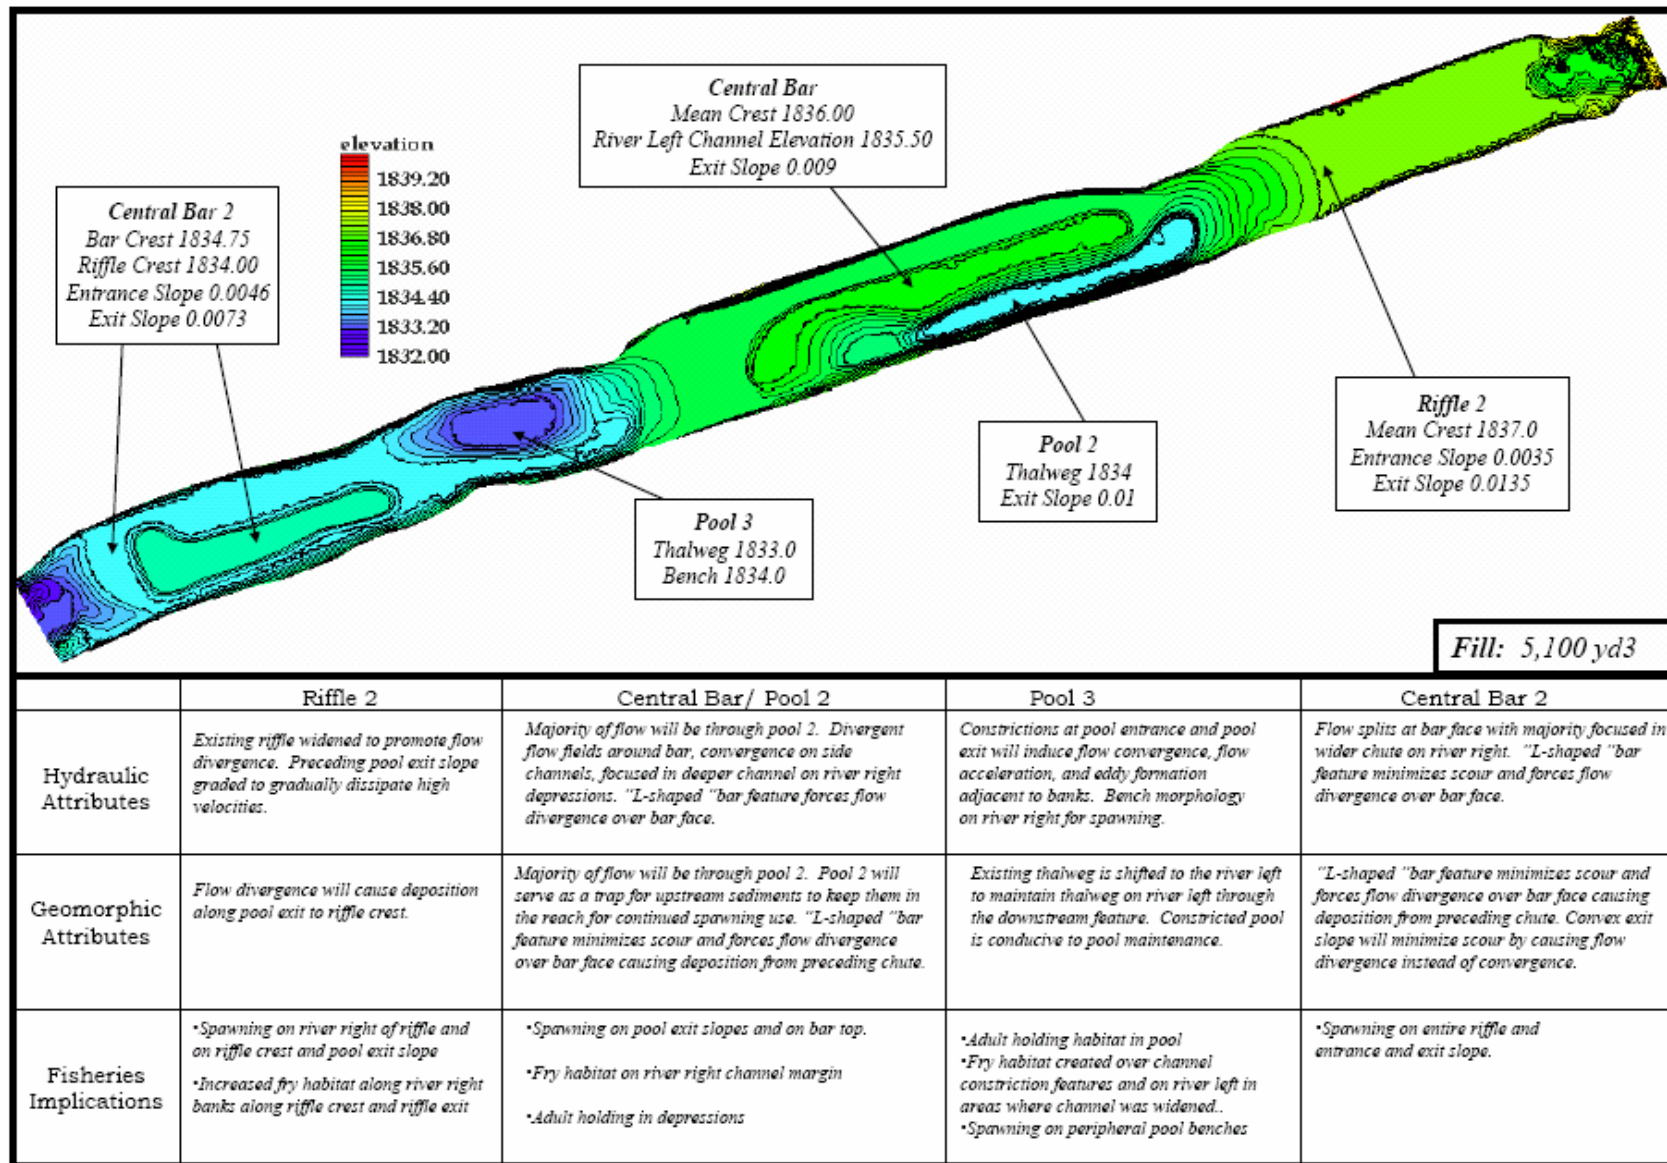 Central Bar
Mean Crest 1836.00
River Left Channel Elevation 1835.50
Exit Slope 0.009
elevation
1839.20
1838.00
1836.80
1835.60
1834.40
1833.20
1832.00
Central Bar 2
Bar Crest 1834.75
Riffle Crest 1834.00
Entrance Slope 0.0046
Exit Slope 0.0073
Riffle 2
Mean Crest 1837.0
Entrance Slope 0.0035
Exit Slope 0.0135
Pool 2
Thalweg 1834
Exit Slope 0.01
Pool 3
Thalweg 1833.0
Bench 1834.0
Fill: 5,100 yd3
Riffle 2
Central Bar/ Pool 2
Pool 3
Central Bar 2
Hydraulic
Attributes
Existing riffle widened to promote flow
divergence. Preceding pool exit slope
graded to gradually dissipate high
velocities.
Majority of flow will be through pool 2. Divergent
flow fields around bar, convergence on side
channels, focused in deeper channel on river right
depressions. "L-shaped "bar feature forces flow
divergence over bar face.
Constrictions at pool entrance and pool
exit will induce flow convergence, flow
acceleration, and eddy formation
adjacent to banks. Bench morphology
on river right for spawning.
Flow splits at bar face with majority focused in
wider chute on river right. "L-shaped "bar
feature minimizes scour and forces flow
divergence over bar face.
Geomorphic
Attributes
Flow divergence will cause deposition
along pool exit to riffle crest.
Majority of flow will be through pool 2. Pool 2 will
serve as a trap for upstream sediments to keep them in
the reach for continued spawning use. "L-shaped "bar
feature minimizes scour and forces flow divergence
over bar face causing deposition from preceding chute.
Existing thalweg is shifted to the river left
to maintain thalweg on river left through
the downstream feature. Constricted pool
is conducive to pool maintenance.
"L-shaped "bar feature minimizes scour and
forces flow divergence over bar face causing
deposition from preceding chute. Convex exit
slope will minimize scour by causing flow
divergence instead of convergence.
Fisheries
Implications
•Spawning on river right of riffle and
on riffle crest and pool exit slope
•Increased fry habitat along river right
banks along riffle crest and riffle exit
•Spawning on pool exit slopes and on bar top.
•Fry habitat on river right channel margin
•Adult holding in depressions
•Adult holding habitat in pool
•Fry habitat created over channel
constriction features and on river left in
areas where channel was widened..
•Spawning on peripheral pool benches
•Spawning on entire riffle and
entrance and exit slope.